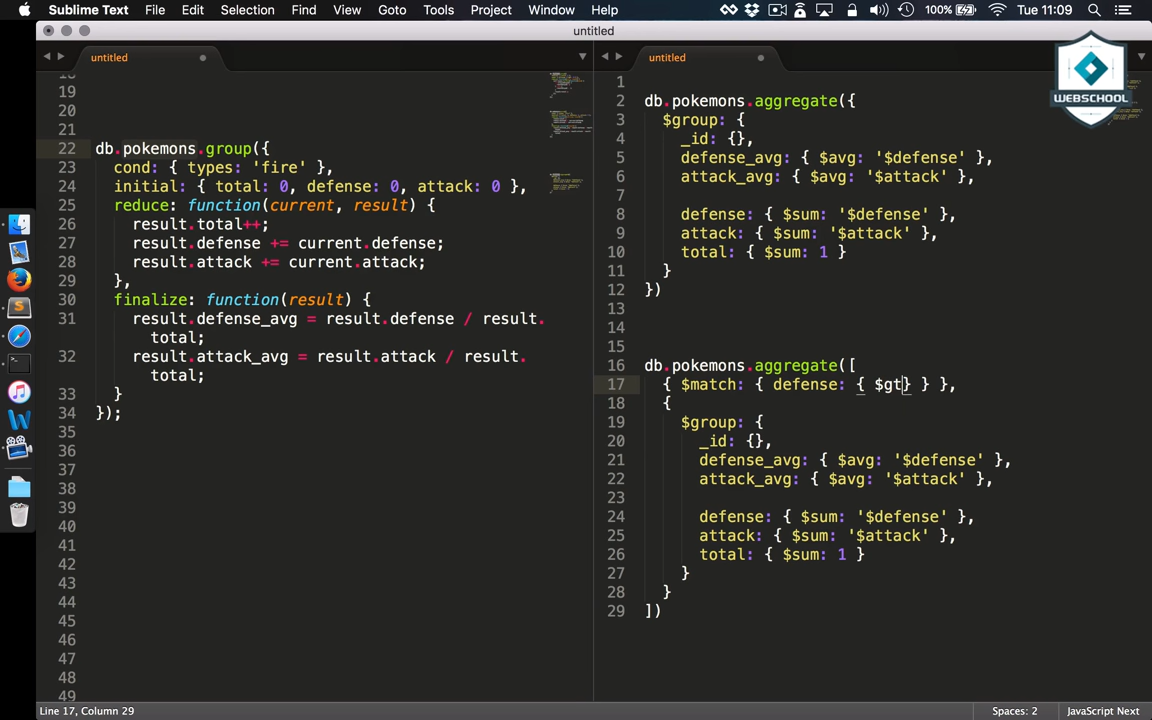 Sublime Text File Edit Selection Find View Goto Tools Project Window Help 100% Tue 11:09
untitled
untitled
untitled
WEBSCHOOL
18
19
20
21
22 db.pokemons.group({
23 cond: { types: 'fire' },
24 initial: { total: 0, defense: 0, attack: 0 },
25 reduce: function(current, result) {
26 result.total++;
27 result.defense += current.defense;
28 result.attack += current.attack;
29 },
30 finalize: function(result) {
31 result.defense_avg = result.defense / result.
total;
32 result.attack_avg = result.attack / result.
total;
33 }
34 });
35
36
37
38
39
40
41
42
43
44
45
46
47
48
49
1
2 db.pokemons.aggregate({
3 $group: {
4 _id: {},
5 defense_avg: { $avg: '$defense' },
6 attack_avg: { $avg: '$attack' },
7
8 defense: { $sum: '$defense' },
9 attack: { $sum: '$attack' },
10 total: { $sum: 1 }
11 }
12 })
13
14
15
16 db.pokemons.aggregate([
17 { $match: { defense: { $gt} } },
18 {
19 $group: {
20 _id: {},
21 defense_avg: { $avg: '$defense' },
22 attack_avg: { $avg: '$attack' },
23
24 defense: { $sum: '$defense' },
25 attack: { $sum: '$attack' },
26 total: { $sum: 1 }
27 }
28 }
29 ])
Line 17, Column 29 Spaces: 2 JavaScript Next